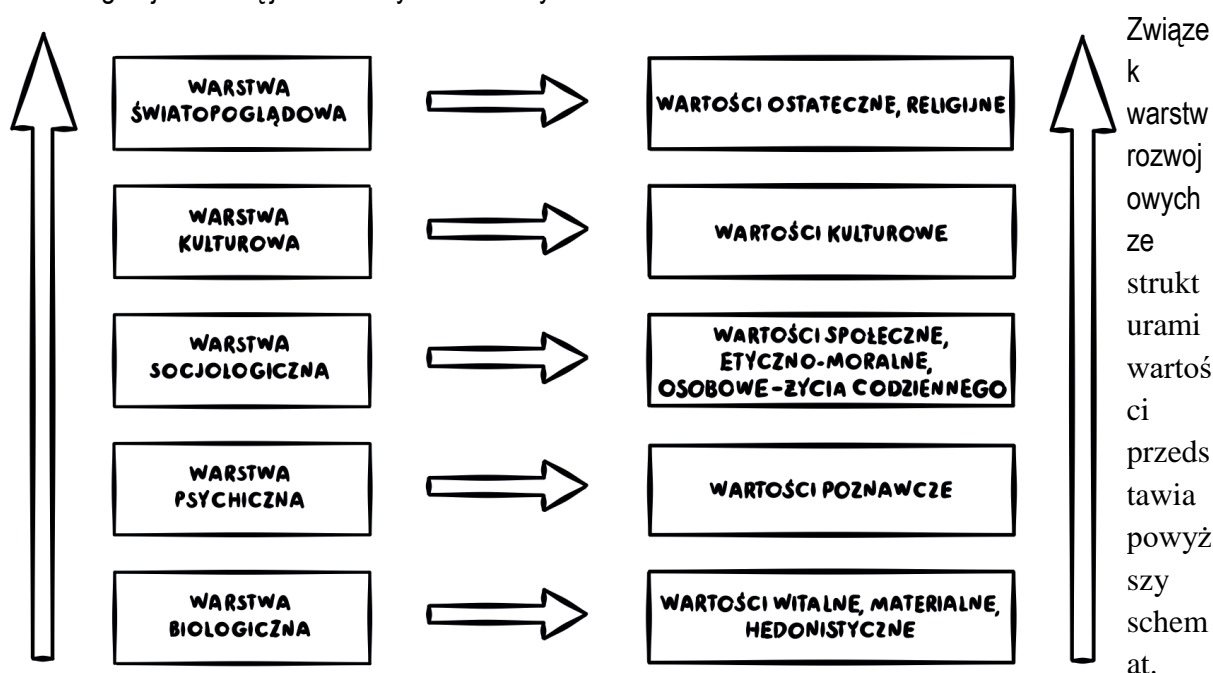 WARSTWA
ŚWIATOPOGLĄDOWA
WARTOŚCI OSTATECZNE, RELIGIJNE
WARSTWA
KULTUROWA
WARTOŚCI KULTUROWE
WARSTWA
SOCJOLOGICZNA
WARTOŚCI SPOŁECZNE,
ETYCZNO-MORALNE,
OSOBOWE-ŻYCIA CODZIENNEGO
WARSTWA
PSYCHICZNA
WARTOŚCI POZNAWCZE
WARSTWA
BIOLOGICZNA
WARTOŚCI WITALNE, MATERIALNE,
HEDONISTYCZNE
Związe
k
warstw
rozwoj
owych
ze
strukt
urami
wartoś
ci
przeds
tawia
powyż
szy
schem
at.